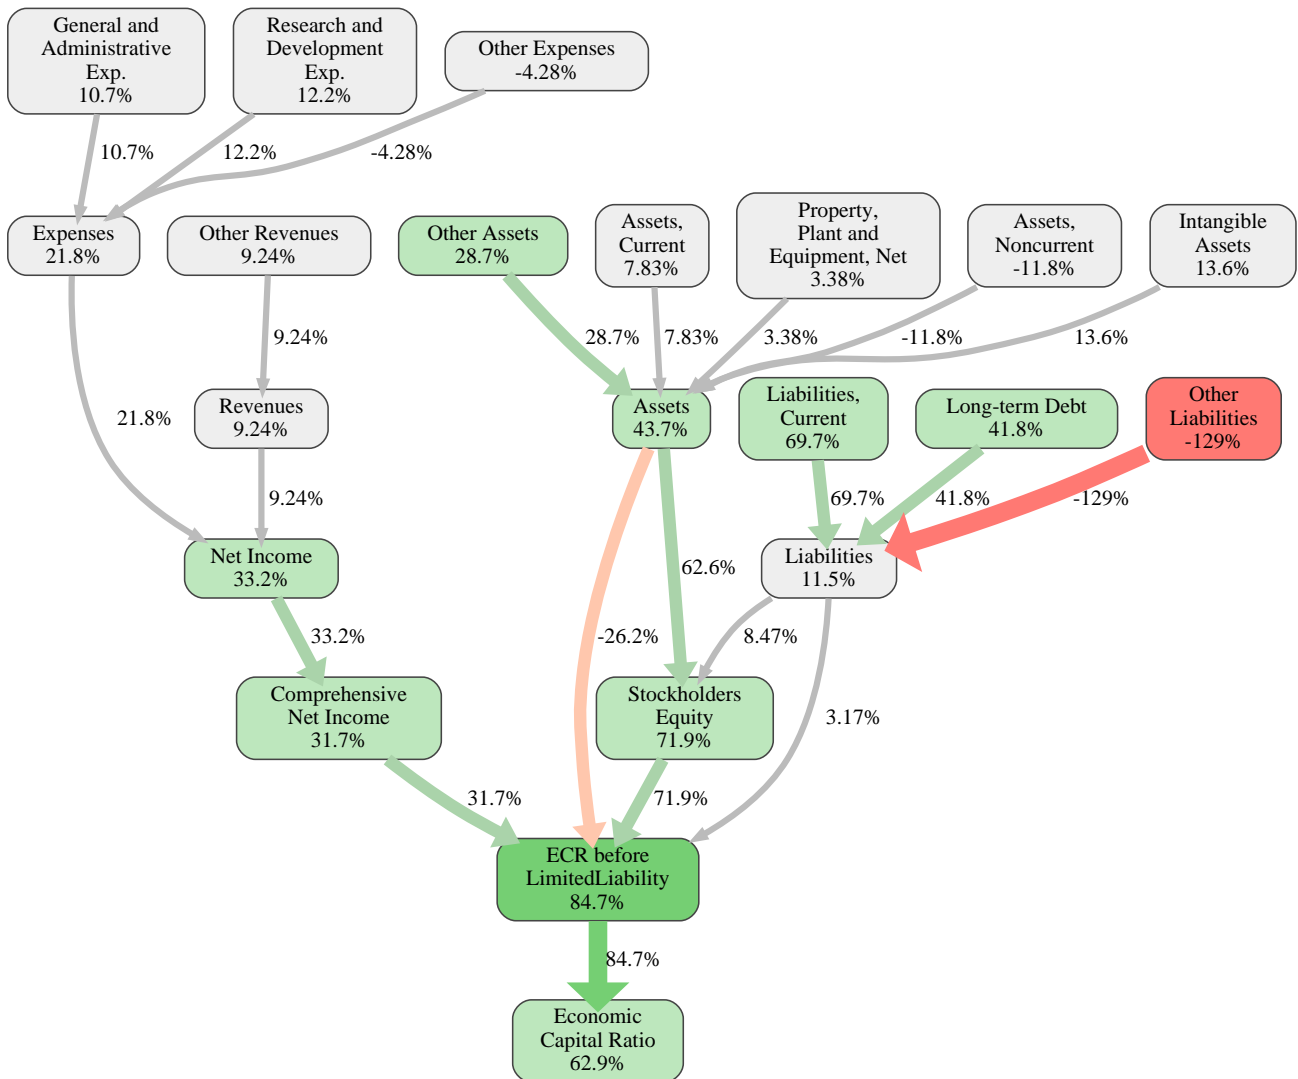 General and
Administrative
Exp.
10.7%
Research and
Development
Exp.
12.2%
Other Expenses
-4.28%
10.7%
12.2%
-4.28%
Expenses
21.8%
Other Revenues
9.24%
Other Assets
28.7%
Assets,
Current
7.83%
Property,
Plant and
Equipment, Net
3.38%
Assets,
Noncurrent
-11.8%
Intangible
Assets
13.6%
9.24%
28.7%
7.83%
3.38%
-11.8%
13.6%
21.8%
Revenues
9.24%
Assets
43.7%
Liabilities,
Current
69.7%
Long-term Debt
41.8%
Other
Liabilities
-129%
9.24%
69.7%
41.8%
-129%
Net Income
33.2%
62.6%
Liabilities
11.5%
33.2%
-26.2%
8.47%
Comprehensive
Net Income
31.7%
Stockholders
Equity
71.9%
3.17%
31.7%
71.9%
ECR before
LimitedLiability
84.7%
84.7%
Economic
Capital Ratio
62.9%